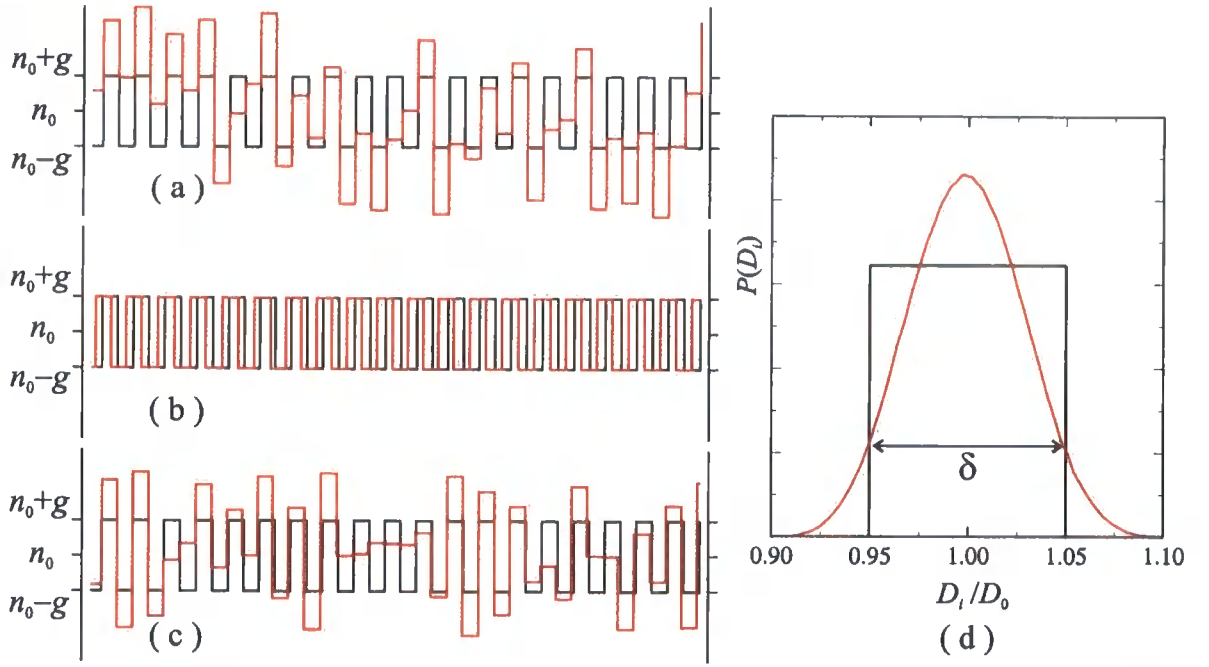 n₀+g
n₀
n₀-g
( a )
n₀+g
n₀
n₀-g
( b )
n₀+g
n₀
n₀-g
( c )
P(Dᵢ)
δ
0.90 0.95 1.00 1.05 1.10
Dᵢ/D₀
( d )